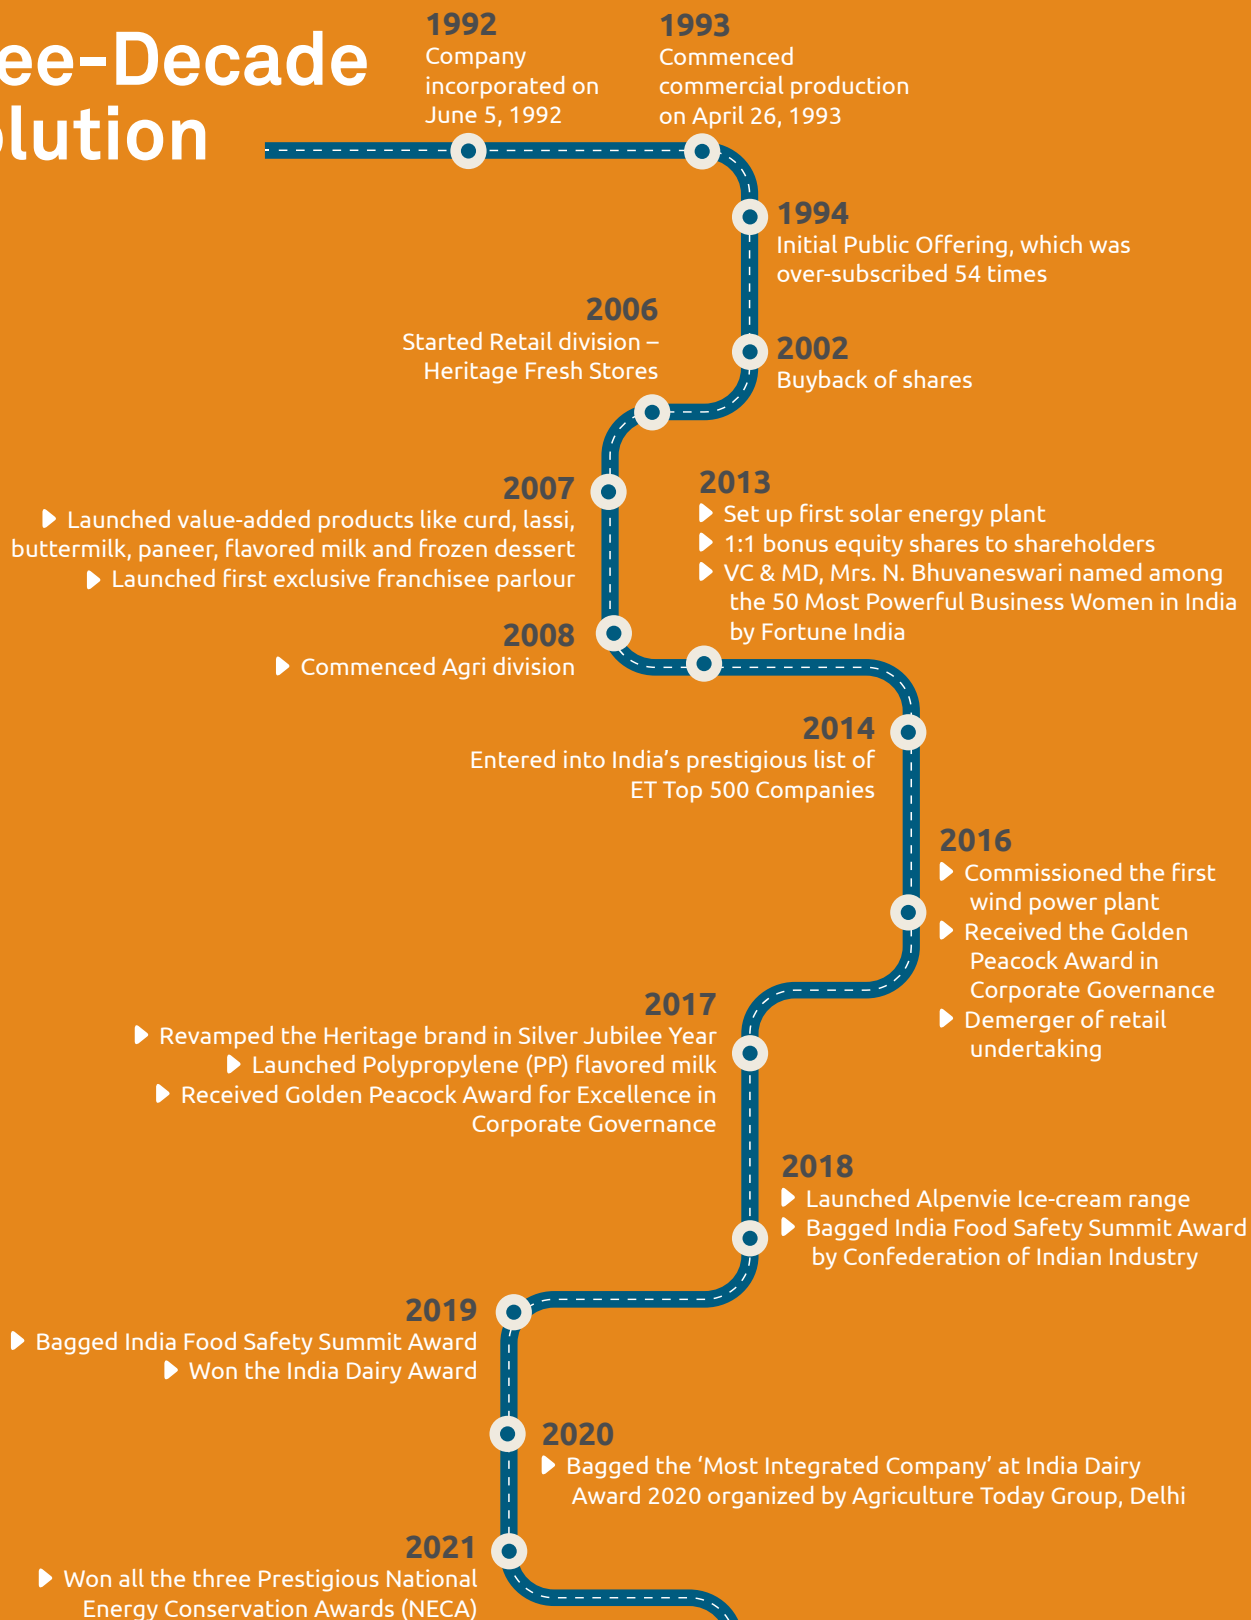 ee-Decade
olution
1992
Company
incorporated on
June 5, 1992
1993
Commenced
commercial production
on April 26, 1993
1994
Initial Public Offering, which was
over-subscribed 54 times
2002
Buyback of shares
2006
Started Retail division –
Heritage Fresh Stores
2007
Launched value-added products like curd, lassi,
buttermilk, paneer, flavored milk and frozen dessert
Launched first exclusive franchisee parlour
2008
Commenced Agri division
2013
Set up first solar energy plant
1:1 bonus equity shares to shareholders
VC & MD, Mrs. N. Bhuvaneswari named among
the 50 Most Powerful Business Women in India
by Fortune India
2014
Entered into India’s prestigious list of
ET Top 500 Companies
2016
Commissioned the first
wind power plant
Received the Golden
Peacock Award in
Corporate Governance
Demerger of retail
undertaking
2017
Revamped the Heritage brand in Silver Jubilee Year
Launched Polypropylene (PP) flavored milk
Received Golden Peacock Award for Excellence in
Corporate Governance
2018
Launched Alpenvie Ice-cream range
Bagged India Food Safety Summit Award
by Confederation of Indian Industry
2019
Bagged India Food Safety Summit Award
Won the India Dairy Award
2020
Bagged the ‘Most Integrated Company’ at India Dairy
Award 2020 organized by Agriculture Today Group, Delhi
2021
Won all the three Prestigious National
Energy Conservation Awards (NECA)